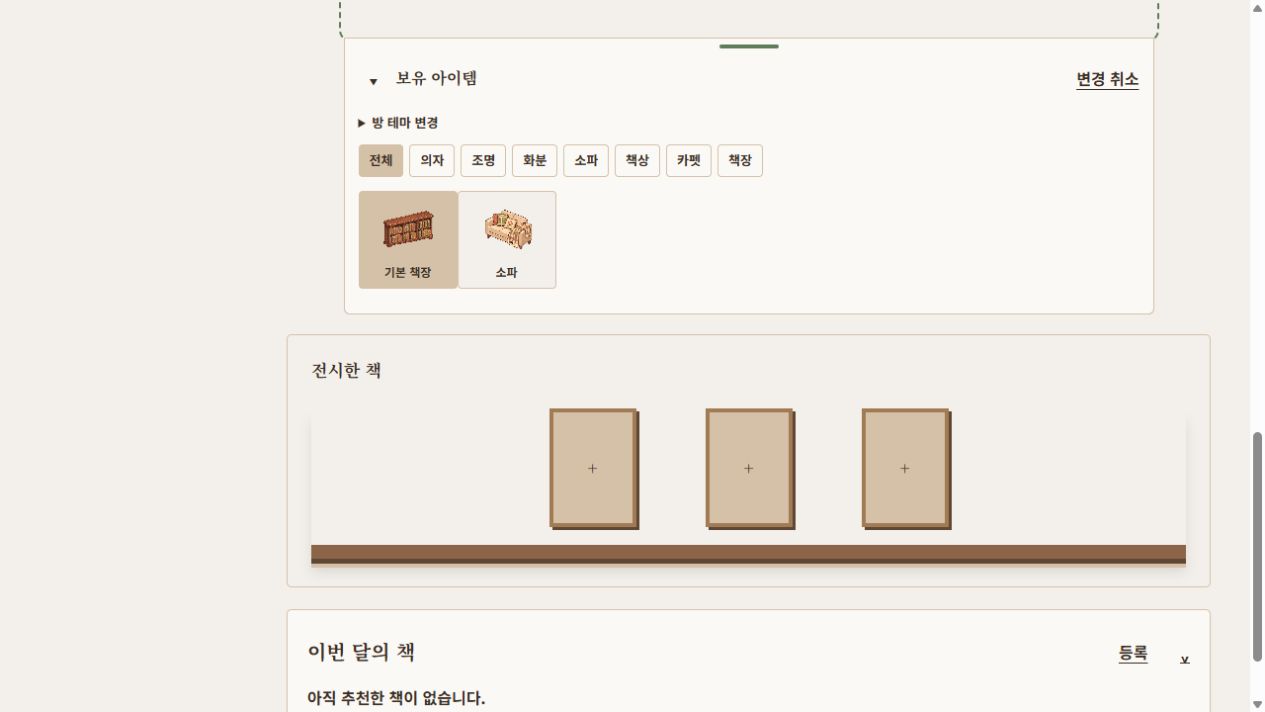 ▼ 보유 아이템 변경 취소
▶ 방 테마 변경
전체 의자 조명 화분 소파 책상 카펫 책장
기본 책장 소파
전시한 책
+ + +
이번 달의 책 등록 v
아직 추천한 책이 없습니다.